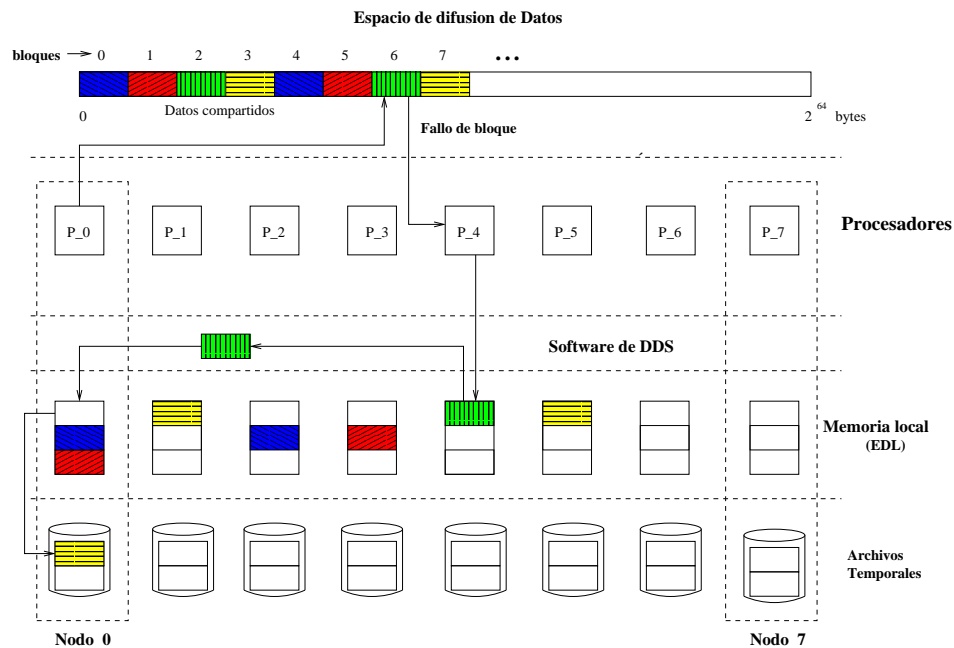 Espacio de difusion de Datos
bloques 0 1 2 3 4 5 6 7 ...
0 Datos compartidos 2^64 bytes
Fallo de bloque
P_0 P_1 P_2 P_3 P_4 P_5 P_6 P_7
Procesadores
Software de DDS
Memoria local
(EDL)
Archivos
Temporales
Nodo 0 Nodo 7